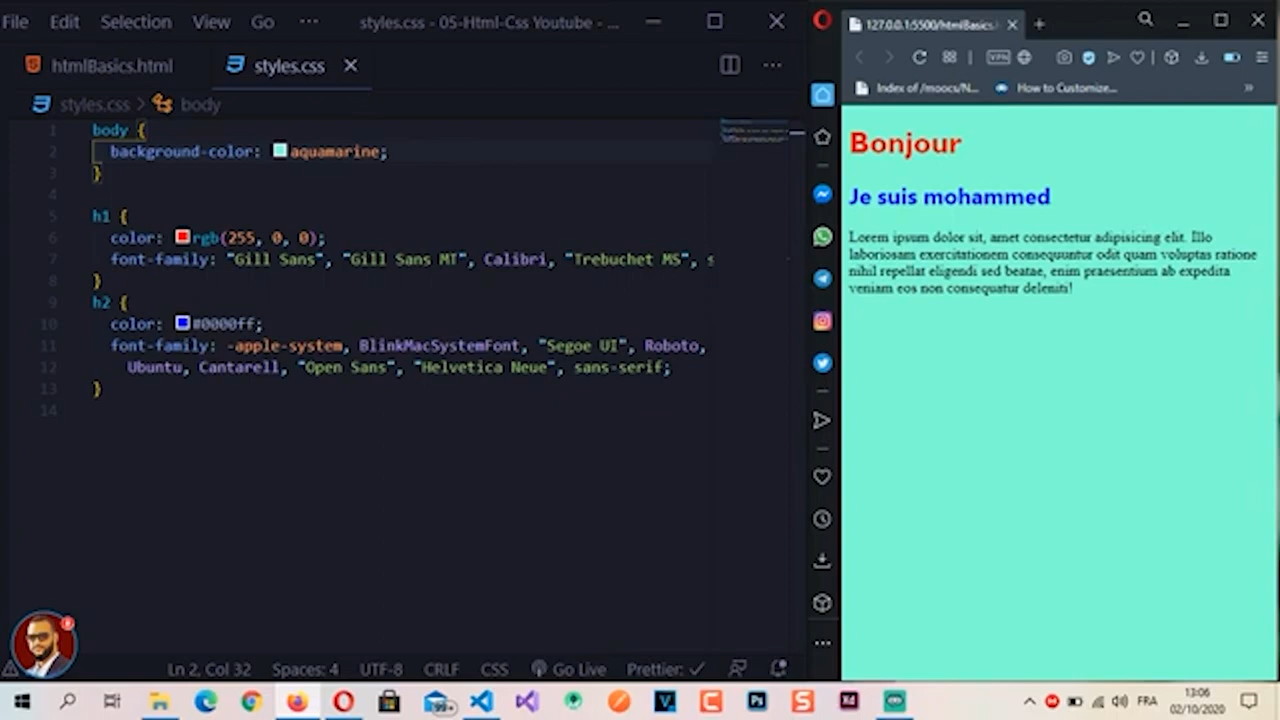 File Edit Selection View Go ··· styles.css - 05-Html-Css Youtube - ...
htmlBasics.html styles.css
styles.css > body
1 body {
2 background-color: aquamarine;
3 }
4
5 h1 {
6 color: rgb(255, 0, 0);
7 font-family: "Gill Sans", "Gill Sans MT", Calibri, "Trebuchet MS", s
8 }
9 h2 {
10 color: #0000ff;
11 font-family: -apple-system, BlinkMacSystemFont, "Segoe UI", Roboto,
12 Ubuntu, Cantarell, "Open Sans", "Helvetica Neue", sans-serif;
13 }
14
Ln 2, Col 32 Spaces: 4 UTF-8 CRLF CSS Go Live Prettier: ✓
127.0.0.1:5500/htmlBasics.
VPN
Index of /moocs/N... How to Customize... »
Bonjour
Je suis mohammed
Lorem ipsum dolor sit, amet consectetur adipisicing elit. Illo
laboriosam exercitationem consequuntur odit quam voluptas ratione
nihil repellat eligendi sed beatae, enim praesentium ab expedita
veniam eos non consequatur deleniti!
99+ V Ps S Xd FRA 13:06
02/10/2020